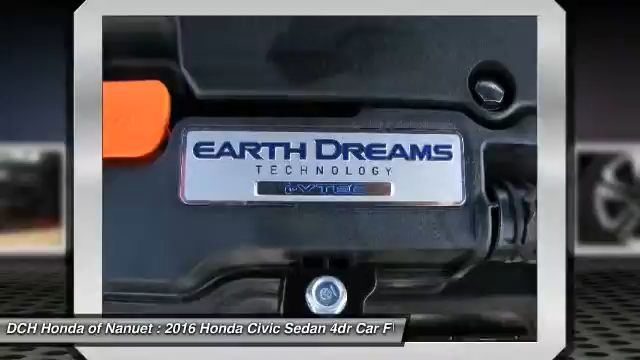 EARTH DREAMS
TECHNOLOGY
i-VTEC
DCH Honda of Nanuet : 2016 Honda Civic Sedan 4dr Car F